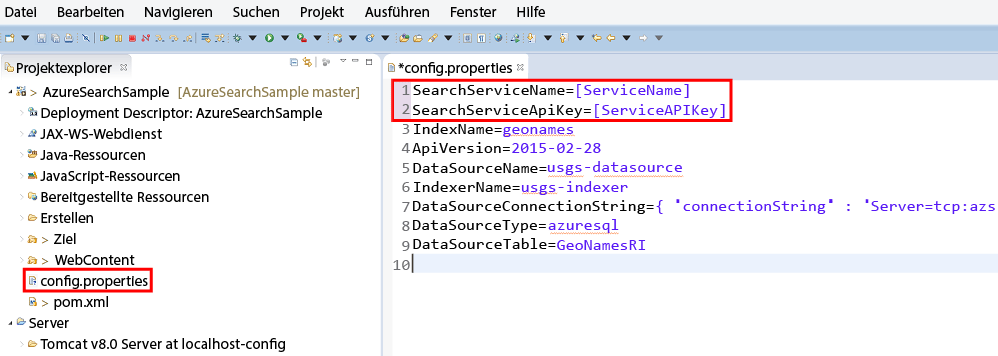 Datei Bearbeiten Navigieren Suchen Projekt Ausführen Fenster Hilfe
Projektexplorer
> AzureSearchSample [AzureSearchSample master]
Deployment Descriptor: AzureSearchSample
JAX-WS-Webdienst
Java-Ressourcen
JavaScript-Ressourcen
Bereitgestellte Ressourcen
Erstellen
> Ziel
> WebContent
config.properties
> pom.xml
Server
Tomcat v8.0 Server at localhost-config
*config.properties
1 SearchServiceName=[ServiceName]
2 SearchServiceApiKey=[ServiceAPIKey]
3 IndexName=geonames
4 ApiVersion=2015-02-28
5 DataSourceName=usgs-datasource
6 IndexerName=usgs-indexer
7 DataSourceConnectionString={ 'connectionString' : 'Server=tcp:azs
8 DataSourceType=azuresql
9 DataSourceTable=GeoNamesRI
10